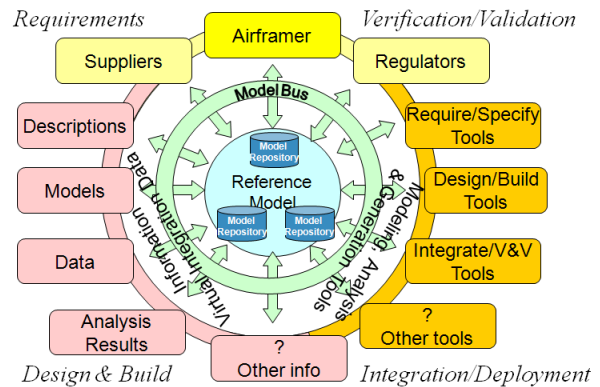 Requirements
Verification/Validation
Airframer
Suppliers
Regulators
Model Bus
Descriptions
Require/Specify
Tools
Model
Repository
Reference
Model
Models
Design/Build
Tools
Model
Repository
Model
Repository
Information Data
Virtual Integration
Modeling Analysis
& Generation Tools
Data
Integrate/V&V
Tools
Analysis
Results
?
Other info
?
Other tools
Design & Build
Integration/Deployment